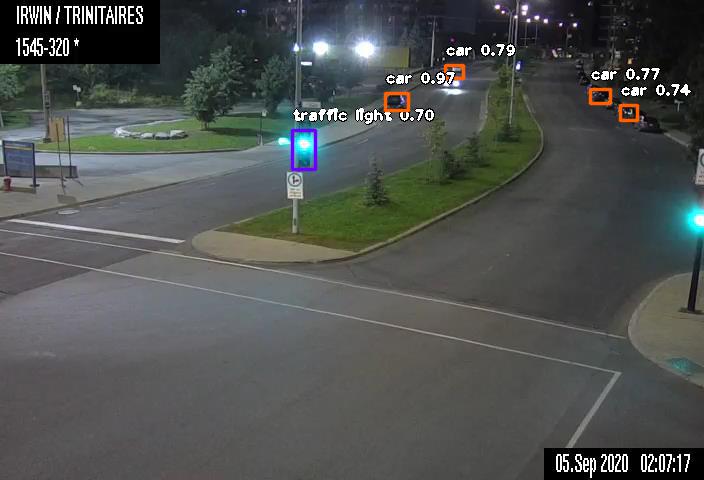 IRWIN / TRINITAIRES
1545-320 *
car 0.79
car 0.97
car 0.77
car 0.74
traffic light 0.70
05.Sep 2020 02:07:17